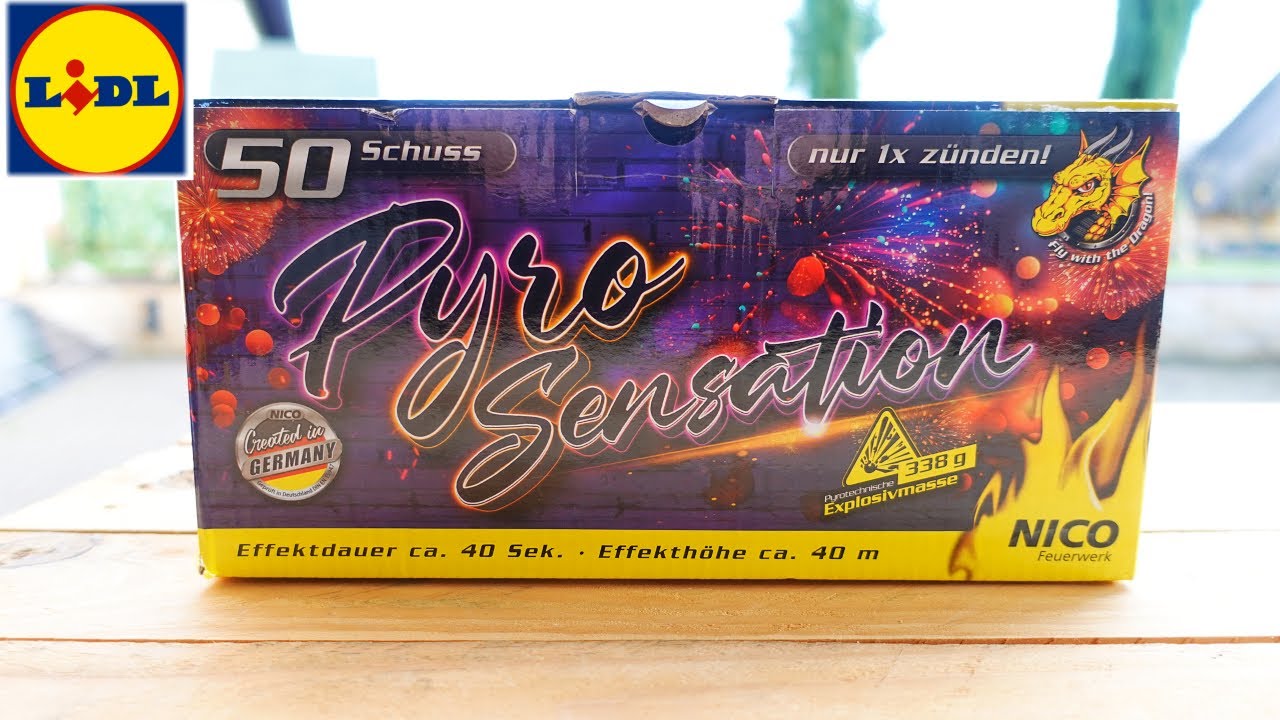 LIDL
50 Schuss
nur 1x zünden!
Fly with the Dragon!
Pyro
Sensation
NICO
Created in
GERMANY
338 g
Pyrotechnische
Explosivmasse
Effektdauer ca. 40 Sek. · Effekthöhe ca. 40 m
NICO
Feuerwerk